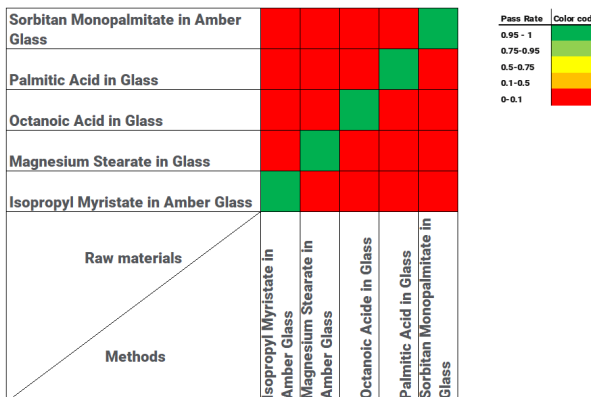 Sorbitan Monopalmitate in Amber
Glass
Palmitic Acid in Glass
Octanoic Acid in Glass
Magnesium Stearate in Glass
Isopropyl Myristate in Amber Glass
Raw materials
Methods
Isopropyl Myristate in
Amber Glass
Magnesium Stearate in
Amber Glass
Octanoic Acide in Glass
Palmitic Acid in Glass
Sorbitan Monopalmitate in
Glass
Pass Rate Color cod
0.95 - 1
0.75-0.95
0.5-0.75
0.1-0.5
0-0.1